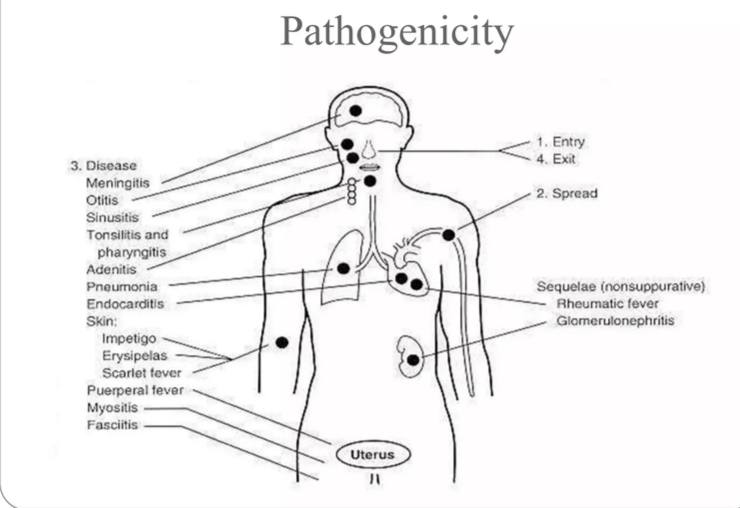 Pathogenicity
1. Entry
4. Exit
3. Disease
Meningitis
Otitis
Sinusitis
Tonsilitis and
pharyngitis
Adenitis
Pneumonia
Endocarditis
Skin:
Impetigo
Erysipelas
Scarlet fever
Puerperal fever
Myositis
Fasciitis
2. Spread
Sequelae (nonsuppurative)
Rheumatic fever
Glomerulonephritis
Uterus